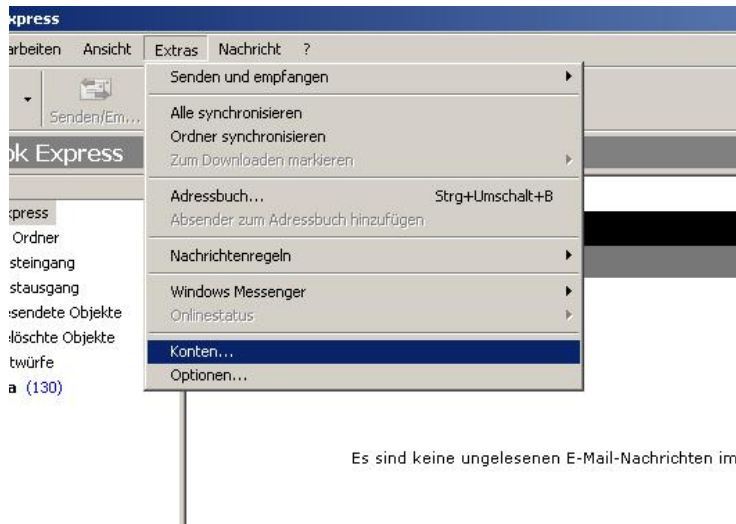 xpress
arbeiten Ansicht Extras Nachricht ?
Senden/Em...
ok Express
Senden und empfangen
Alle synchronisieren
Ordner synchronisieren
Zum Downloaden markieren
Adressbuch... Strg+Umschalt+B
Absender zum Adressbuch hinzufügen
Nachrichtenregeln
Windows Messenger
Onlinestatus
Konten...
Optionen...
xpress
Ordner
steingang
stausgang
esendete Objekte
elöschte Objekte
twürfe
a (130)
Es sind keine ungelesenen E-Mail-Nachrichten im